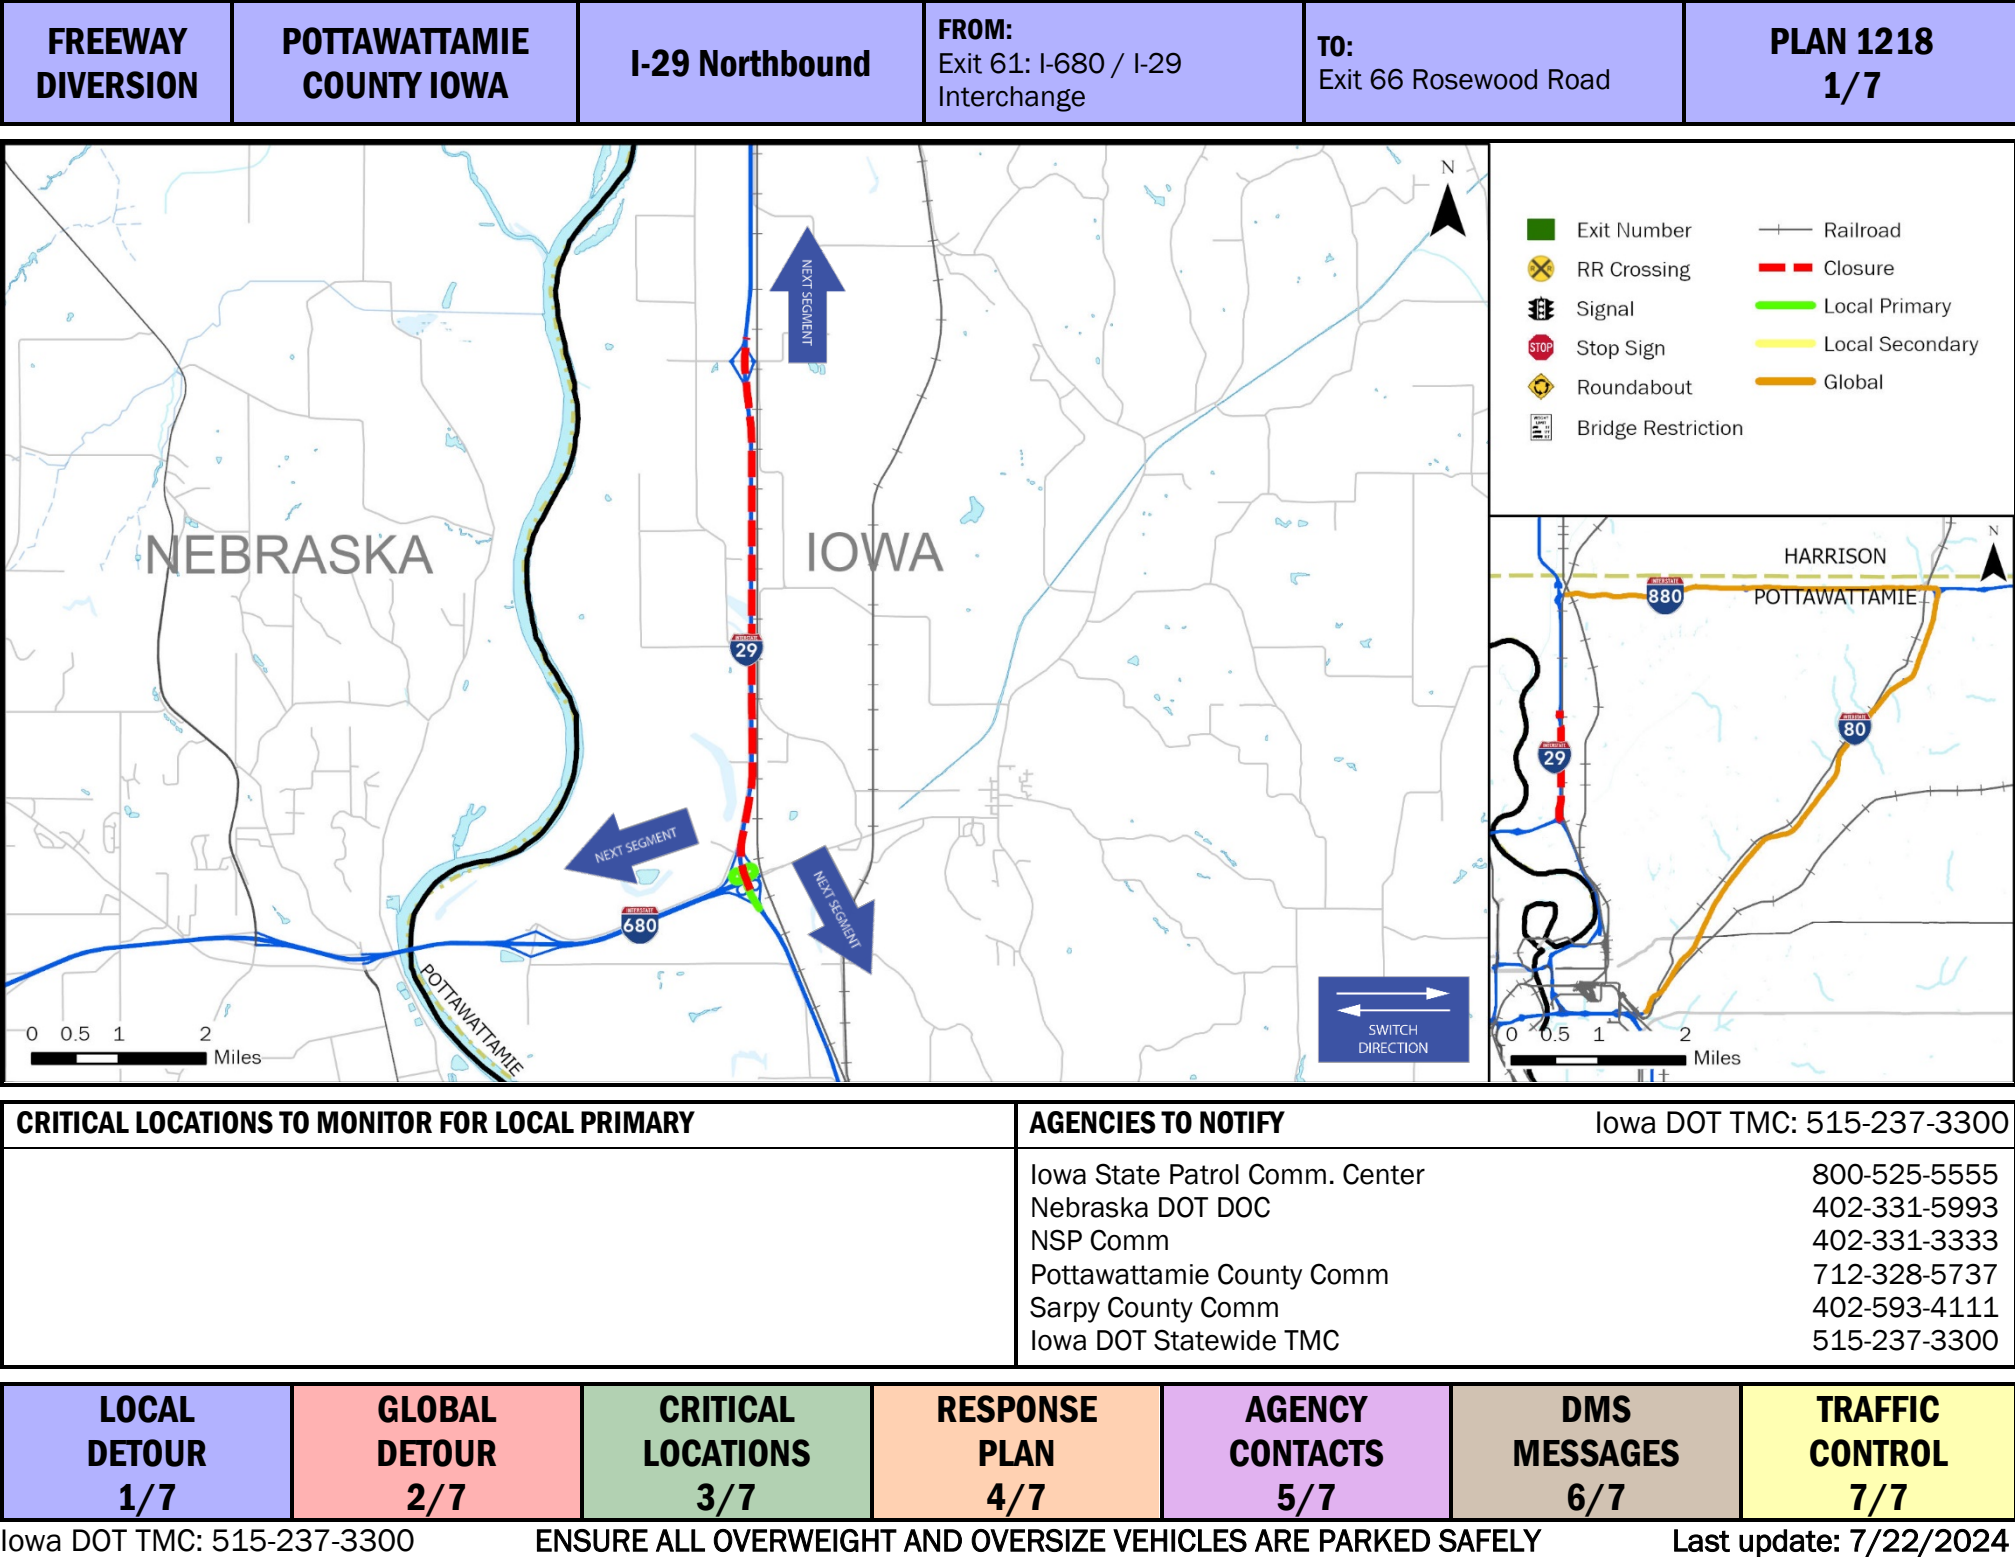 FREEWAY
DIVERSION
POTTAWATTAMIE
COUNTY IOWA
I-29 Northbound
FROM:
Exit 61: I-680 / I-29
Interchange
TO:
Exit 66 Rosewood Road
PLAN 1218
1/7
N
NEXT SEGMENT
NEBRASKA
IOWA
INTERSTATE
29
NEXT SEGMENT
NEXT SEGMENT
INTERSTATE
680
POTTAWATTAMIE
0 0.5 1 2
Miles
SWITCH
DIRECTION
Exit Number
RR Crossing
Signal
STOP
Stop Sign
Roundabout
WEIGHT
LIMIT
Bridge Restriction
Railroad
Closure
Local Primary
Local Secondary
Global
N
HARRISON
INTERSTATE
880
POTTAWATTAMIE
INTERSTATE
80
INTERSTATE
29
0 0.5 1 2
Miles
CRITICAL LOCATIONS TO MONITOR FOR LOCAL PRIMARY
AGENCIES TO NOTIFY Iowa DOT TMC: 515-237-3300
Iowa State Patrol Comm. Center 800-525-5555
Nebraska DOT DOC 402-331-5993
NSP Comm 402-331-3333
Pottawattamie County Comm 712-328-5737
Sarpy County Comm 402-593-4111
Iowa DOT Statewide TMC 515-237-3300
LOCAL
DETOUR
1/7
GLOBAL
DETOUR
2/7
CRITICAL
LOCATIONS
3/7
RESPONSE
PLAN
4/7
AGENCY
CONTACTS
5/7
DMS
MESSAGES
6/7
TRAFFIC
CONTROL
7/7
Iowa DOT TMC: 515-237-3300 ENSURE ALL OVERWEIGHT AND OVERSIZE VEHICLES ARE PARKED SAFELY Last update: 7/22/2024